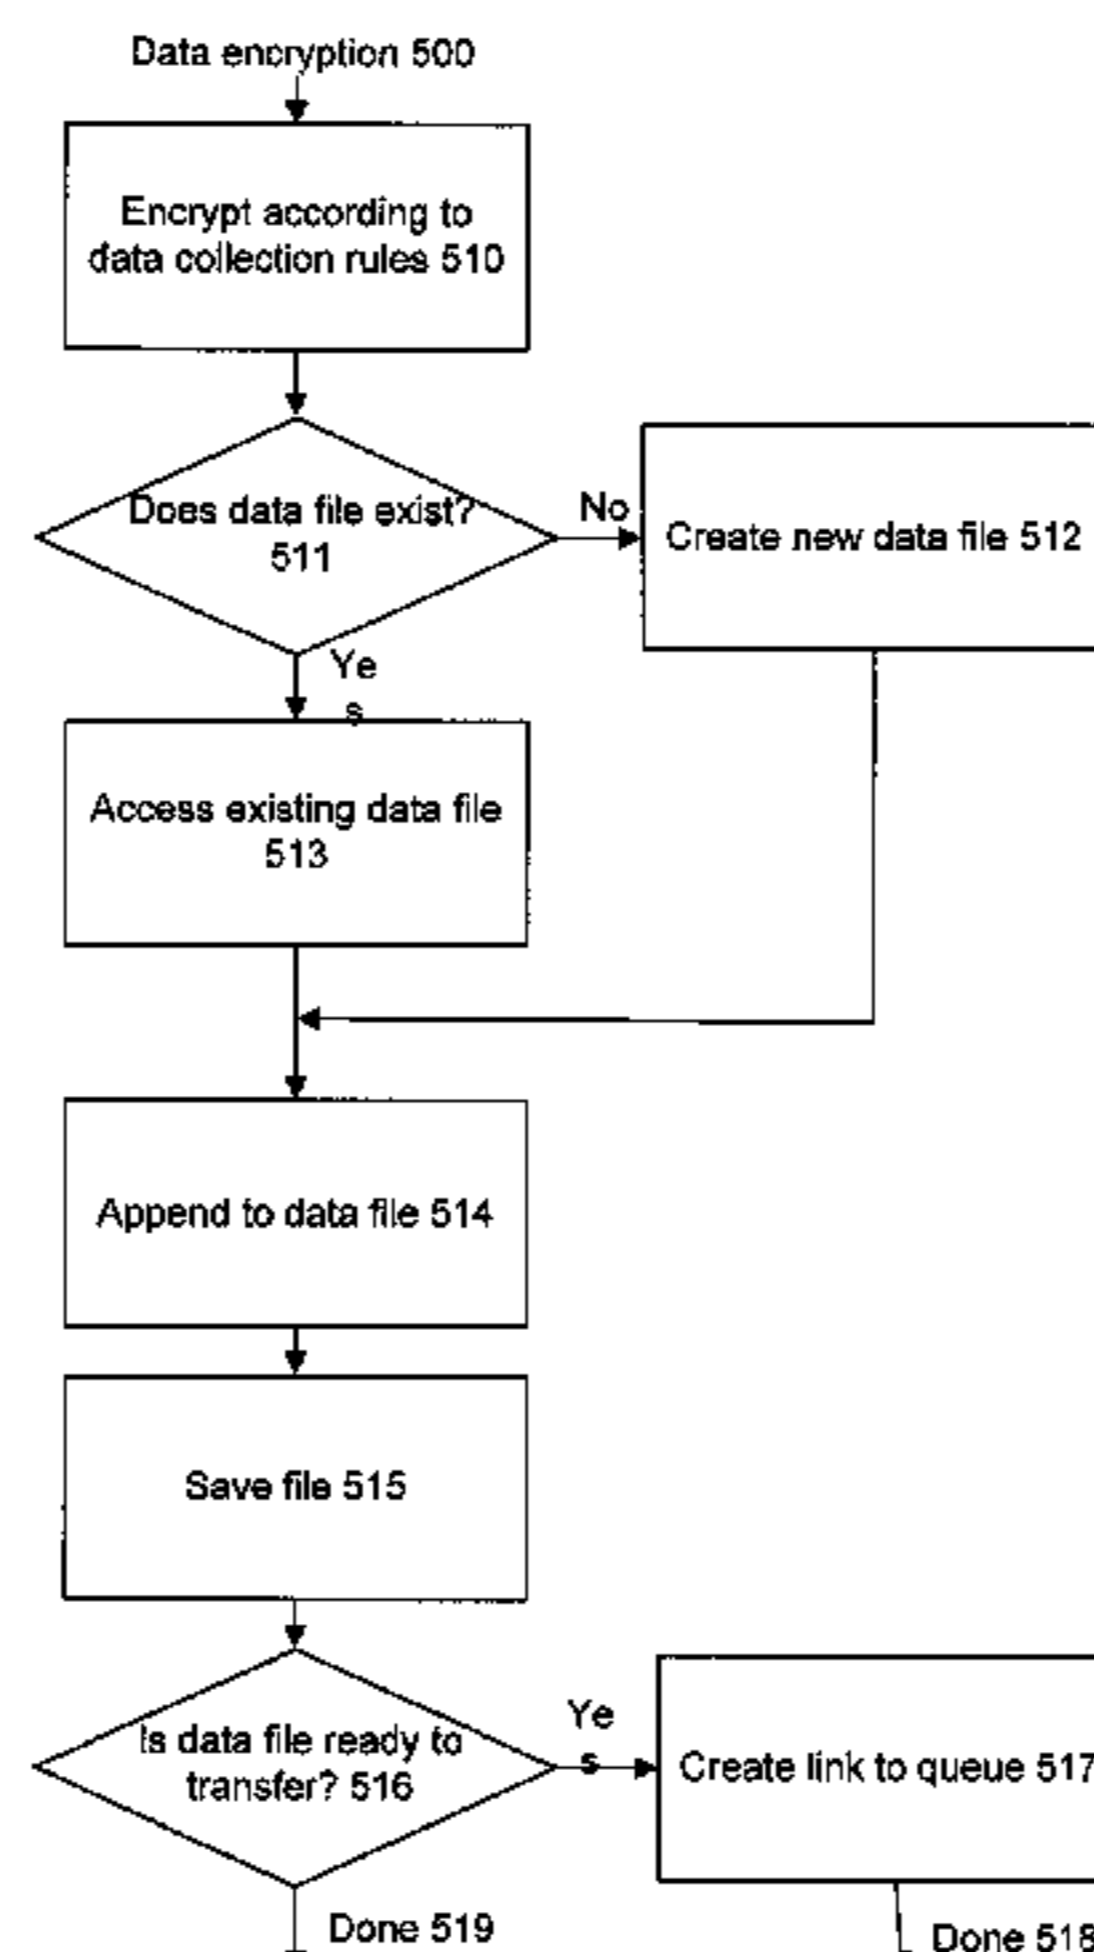 Data encryption 500
Encrypt according to
data collection rules 510
Does data file exist?
511
No
Create new data file 512
Ye
s
Access existing data file
513
Append to data file 514
Save file 515
Is data file ready to
transfer? 516
Ye
s
Create link to queue 517
Done 519
Done 518